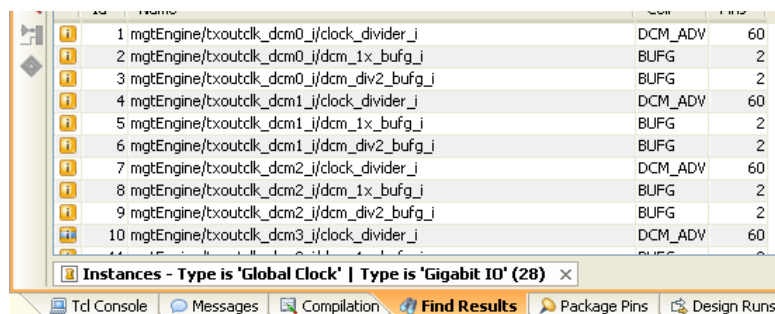 Id Name Cell Pins
1 mgtEngine/txoutclk_dcm0_i/clock_divider_i DCM_ADV 60
2 mgtEngine/txoutclk_dcm0_i/dcm_1x_bufg_i BUFG 2
3 mgtEngine/txoutclk_dcm0_i/dcm_div2_bufg_i BUFG 2
4 mgtEngine/txoutclk_dcm1_i/clock_divider_i DCM_ADV 60
5 mgtEngine/txoutclk_dcm1_i/dcm_1x_bufg_i BUFG 2
6 mgtEngine/txoutclk_dcm1_i/dcm_div2_bufg_i BUFG 2
7 mgtEngine/txoutclk_dcm2_i/clock_divider_i DCM_ADV 60
8 mgtEngine/txoutclk_dcm2_i/dcm_1x_bufg_i BUFG 2
9 mgtEngine/txoutclk_dcm2_i/dcm_div2_bufg_i BUFG 2
10 mgtEngine/txoutclk_dcm3_i/clock_divider_i DCM_ADV 60
Instances - Type is 'Global Clock' | Type is 'Gigabit IO' (28)
Tcl Console Messages Compilation Find Results Package Pins Design Runs